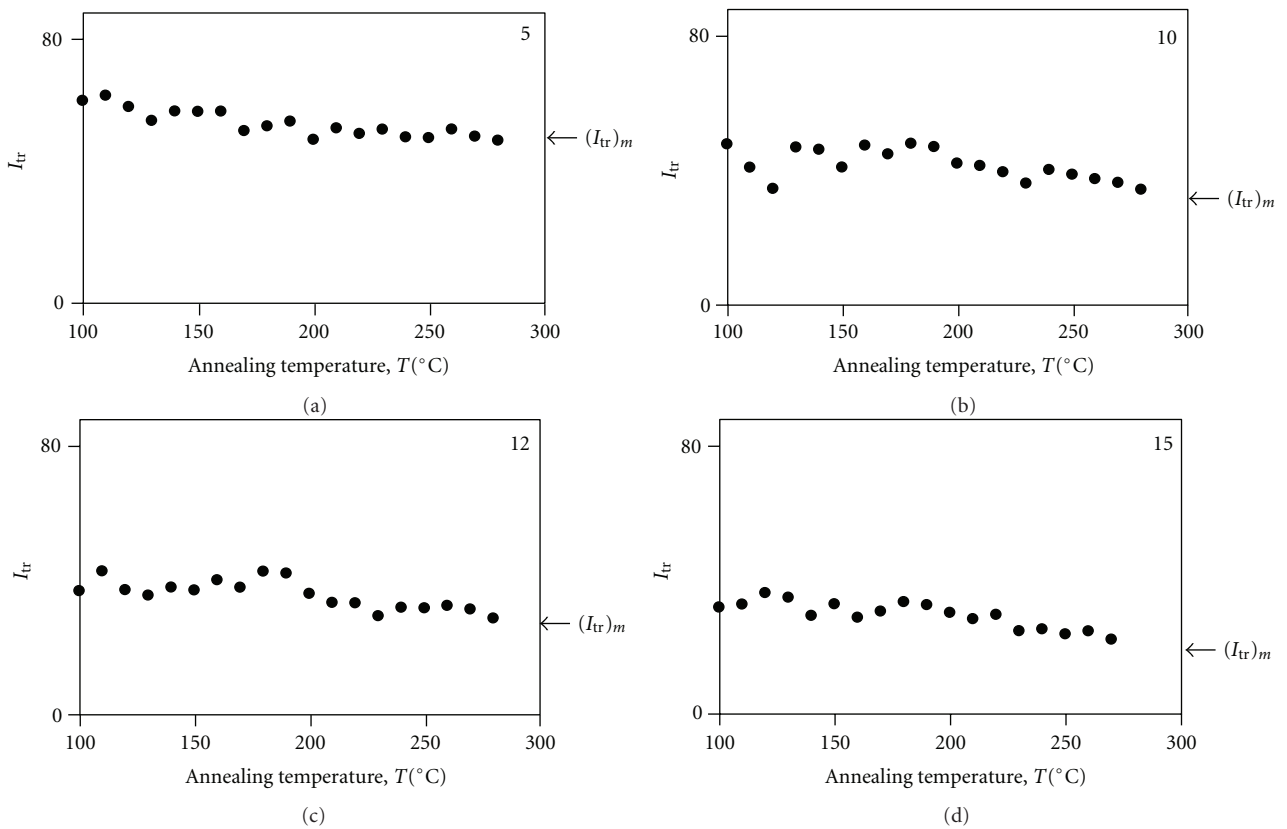 80
5
I_tr
(I_tr)_m
0
100 150 200 250 300
Annealing temperature, T(°C)
(a)
80
10
I_tr
(I_tr)_m
0
100 150 200 250 300
Annealing temperature, T(°C)
(b)
80
12
I_tr
(I_tr)_m
0
100 150 200 250 300
Annealing temperature, T(°C)
(c)
80
15
I_tr
(I_tr)_m
0
100 150 200 250 300
Annealing temperature, T(°C)
(d)